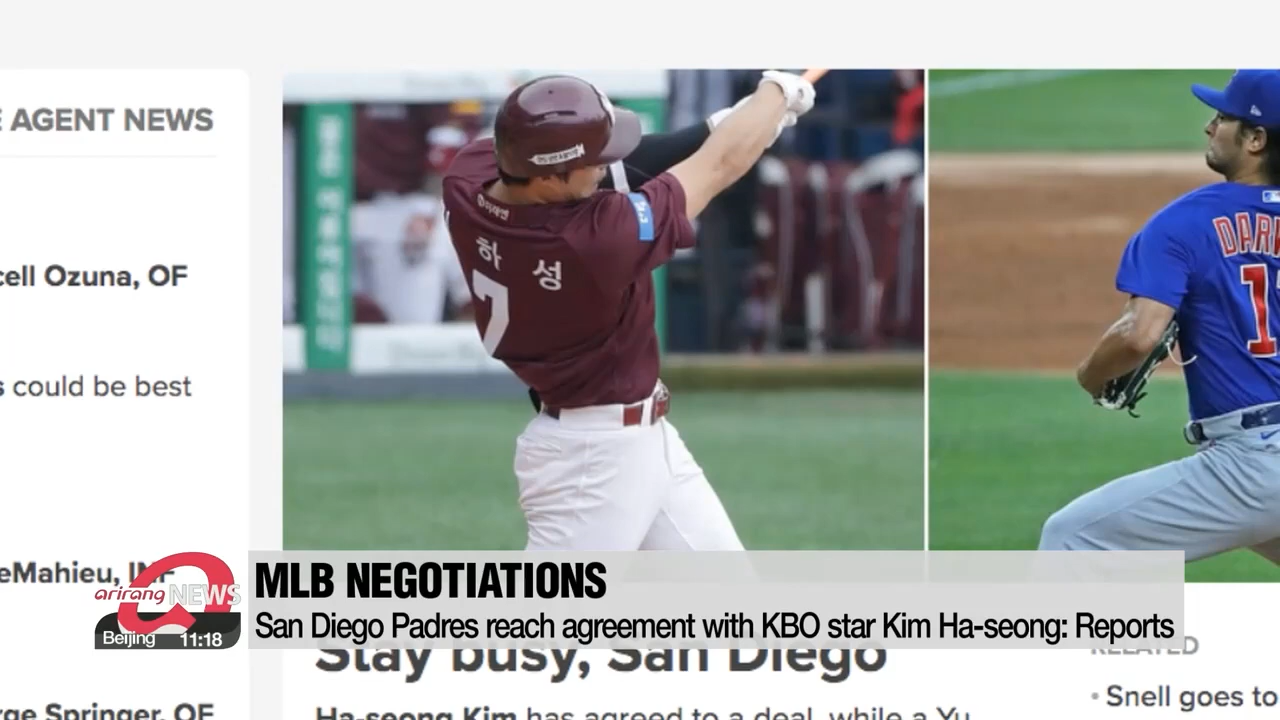 E AGENT NEWS
cell Ozuna, OF
s could be best
eMahieu, INF
rge Springer, OF
하성
7
DAR
1
MLB NEGOTIATIONS
San Diego Padres reach agreement with KBO star Kim Ha-seong: Reports
arirang NEWS
Beijing 11:18
Stay busy, San Diego
Ha-seong Kim has agreed to a deal, while a Yu
RELATED
• Snell goes to